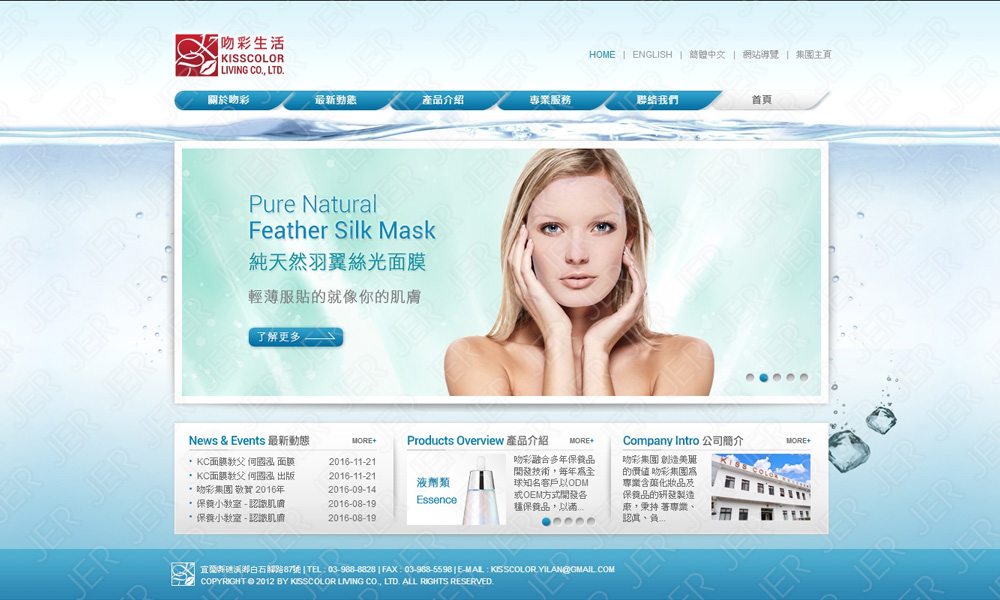 吻彩生活
KISSCOLOR
LIVING CO., LTD.
HOME | ENGLISH | 簡體中文 | 網站導覽 | 集團主頁
關於吻彩 最新動態 產品介紹 專業服務 聯絡我們 首頁
Pure Natural
Feather Silk Mask
純天然羽翼絲光面膜
輕薄服貼的就像你的肌膚
了解更多
News & Events 最新動態 MORE+
KC面膜教父 何國泓 面膜 2016-11-21
KC面膜教父 何國泓 出版 2016-11-21
吻彩集團 敬賀 2016年 2016-09-14
保養小教室 - 認識肌膚 2016-08-19
保養小教室 - 認識肌膚 2016-08-19
Products Overview 產品介紹 MORE+
液劑類
Essence
吻彩融合多年保養品
開發技術，每年為全
球知名客戶以ODM
或OEM方式開發各
種保養品，以滿...
Company Intro 公司簡介 MORE+
吻彩集團 創造美麗
的價值 吻彩集團為
專業含藥化妝品及
保養品的研發製造
廠，秉持 著專業、
認真、負...
KISS COLOR
宜蘭縣礁溪鄉白石腳路87號 | TEL : 03-988-8828 | FAX : 03-988-5598 | E-MAIL : KISSCOLOR.YILAN@GMAIL.COM
COPYRIGHT © 2012 BY KISSCOLOR LIVING CO., LTD. ALL RIGHTS RESERVED.
JER